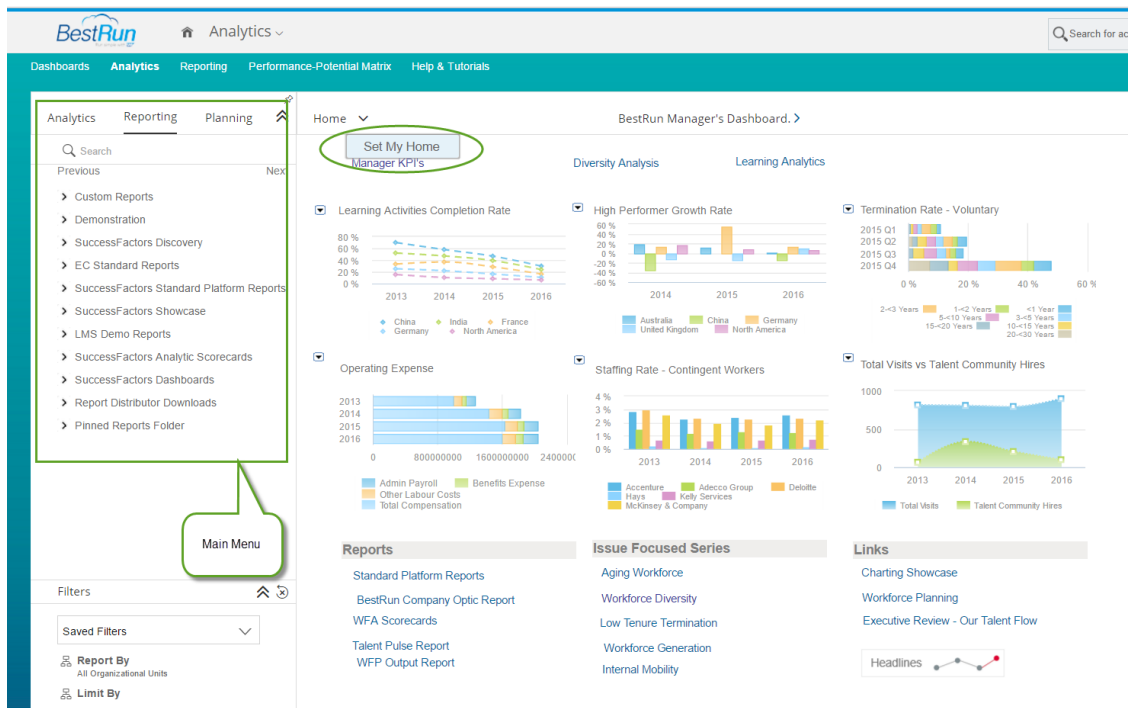 BestRun
Analytics
Search for ac
Dashboards Analytics Reporting Performance-Potential Matrix Help & Tutorials
Analytics Reporting Planning
Search
Previous Next
Custom Reports
Demonstration
SuccessFactors Discovery
EC Standard Reports
SuccessFactors Standard Platform Reports
SuccessFactors Showcase
LMS Demo Reports
SuccessFactors Analytic Scorecards
SuccessFactors Dashboards
Report Distributor Downloads
Pinned Reports Folder
Main Menu
Filters
Saved Filters
Report By
All Organizational Units
Limit By
Home
BestRun Manager's Dashboard.
Set My Home
Manager KPI's
Diversity Analysis
Learning Analytics
Learning Activities Completion Rate
80 %
60 %
40 %
20 %
0 %
2013 2014 2015 2016
China India France
Germany North America
High Performer Growth Rate
60 %
40 %
20 %
0 %
-20 %
-40 %
-60 %
2014 2015 2016
Australia China Germany
United Kingdom North America
Termination Rate - Voluntary
2015 Q1
2015 Q2
2015 Q3
2015 Q4
0 % 20 % 40 % 60 %
2-<3 Years 1-<2 Years <1 Year
5-<10 Years 3-<5 Years
15-<20 Years 10-<15 Years
20-<30 Years
Operating Expense
2013
2014
2015
2016
0 800000000 1600000000 2400000
Admin Payroll Benefits Expense
Other Labour Costs
Total Compensation
Staffing Rate - Contingent Workers
4 %
3 %
2 %
1 %
0 %
2013 2014 2015 2016
Accenture Adecco Group Deloitte
Hays Kelly Services
McKinsey & Company
Total Visits vs Talent Community Hires
1000
500
0
2013 2014 2015 2016
Total Visits Talent Community Hires
Reports
Standard Platform Reports
BestRun Company Optic Report
WFA Scorecards
Talent Pulse Report
WFP Output Report
Issue Focused Series
Aging Workforce
Workforce Diversity
Low Tenure Termination
Workforce Generation
Internal Mobility
Links
Charting Showcase
Workforce Planning
Executive Review - Our Talent Flow
Headlines